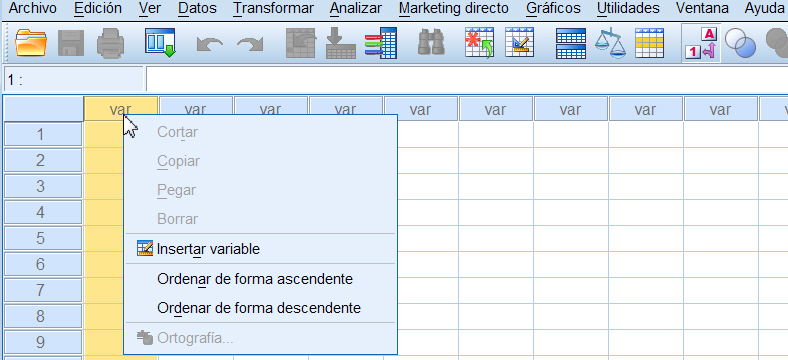 Archivo Edición Ver Datos Transformar Analizar Marketing directo Gráficos Utilidades Ventana Ayuda
A
1
1 :
var var var var var var var var var
1
Cortar
2
Copiar
3
Pegar
4
Borrar
5
Insertar variable
6
Ordenar de forma ascendente
7
Ordenar de forma descendente
8
Ortografía...
9